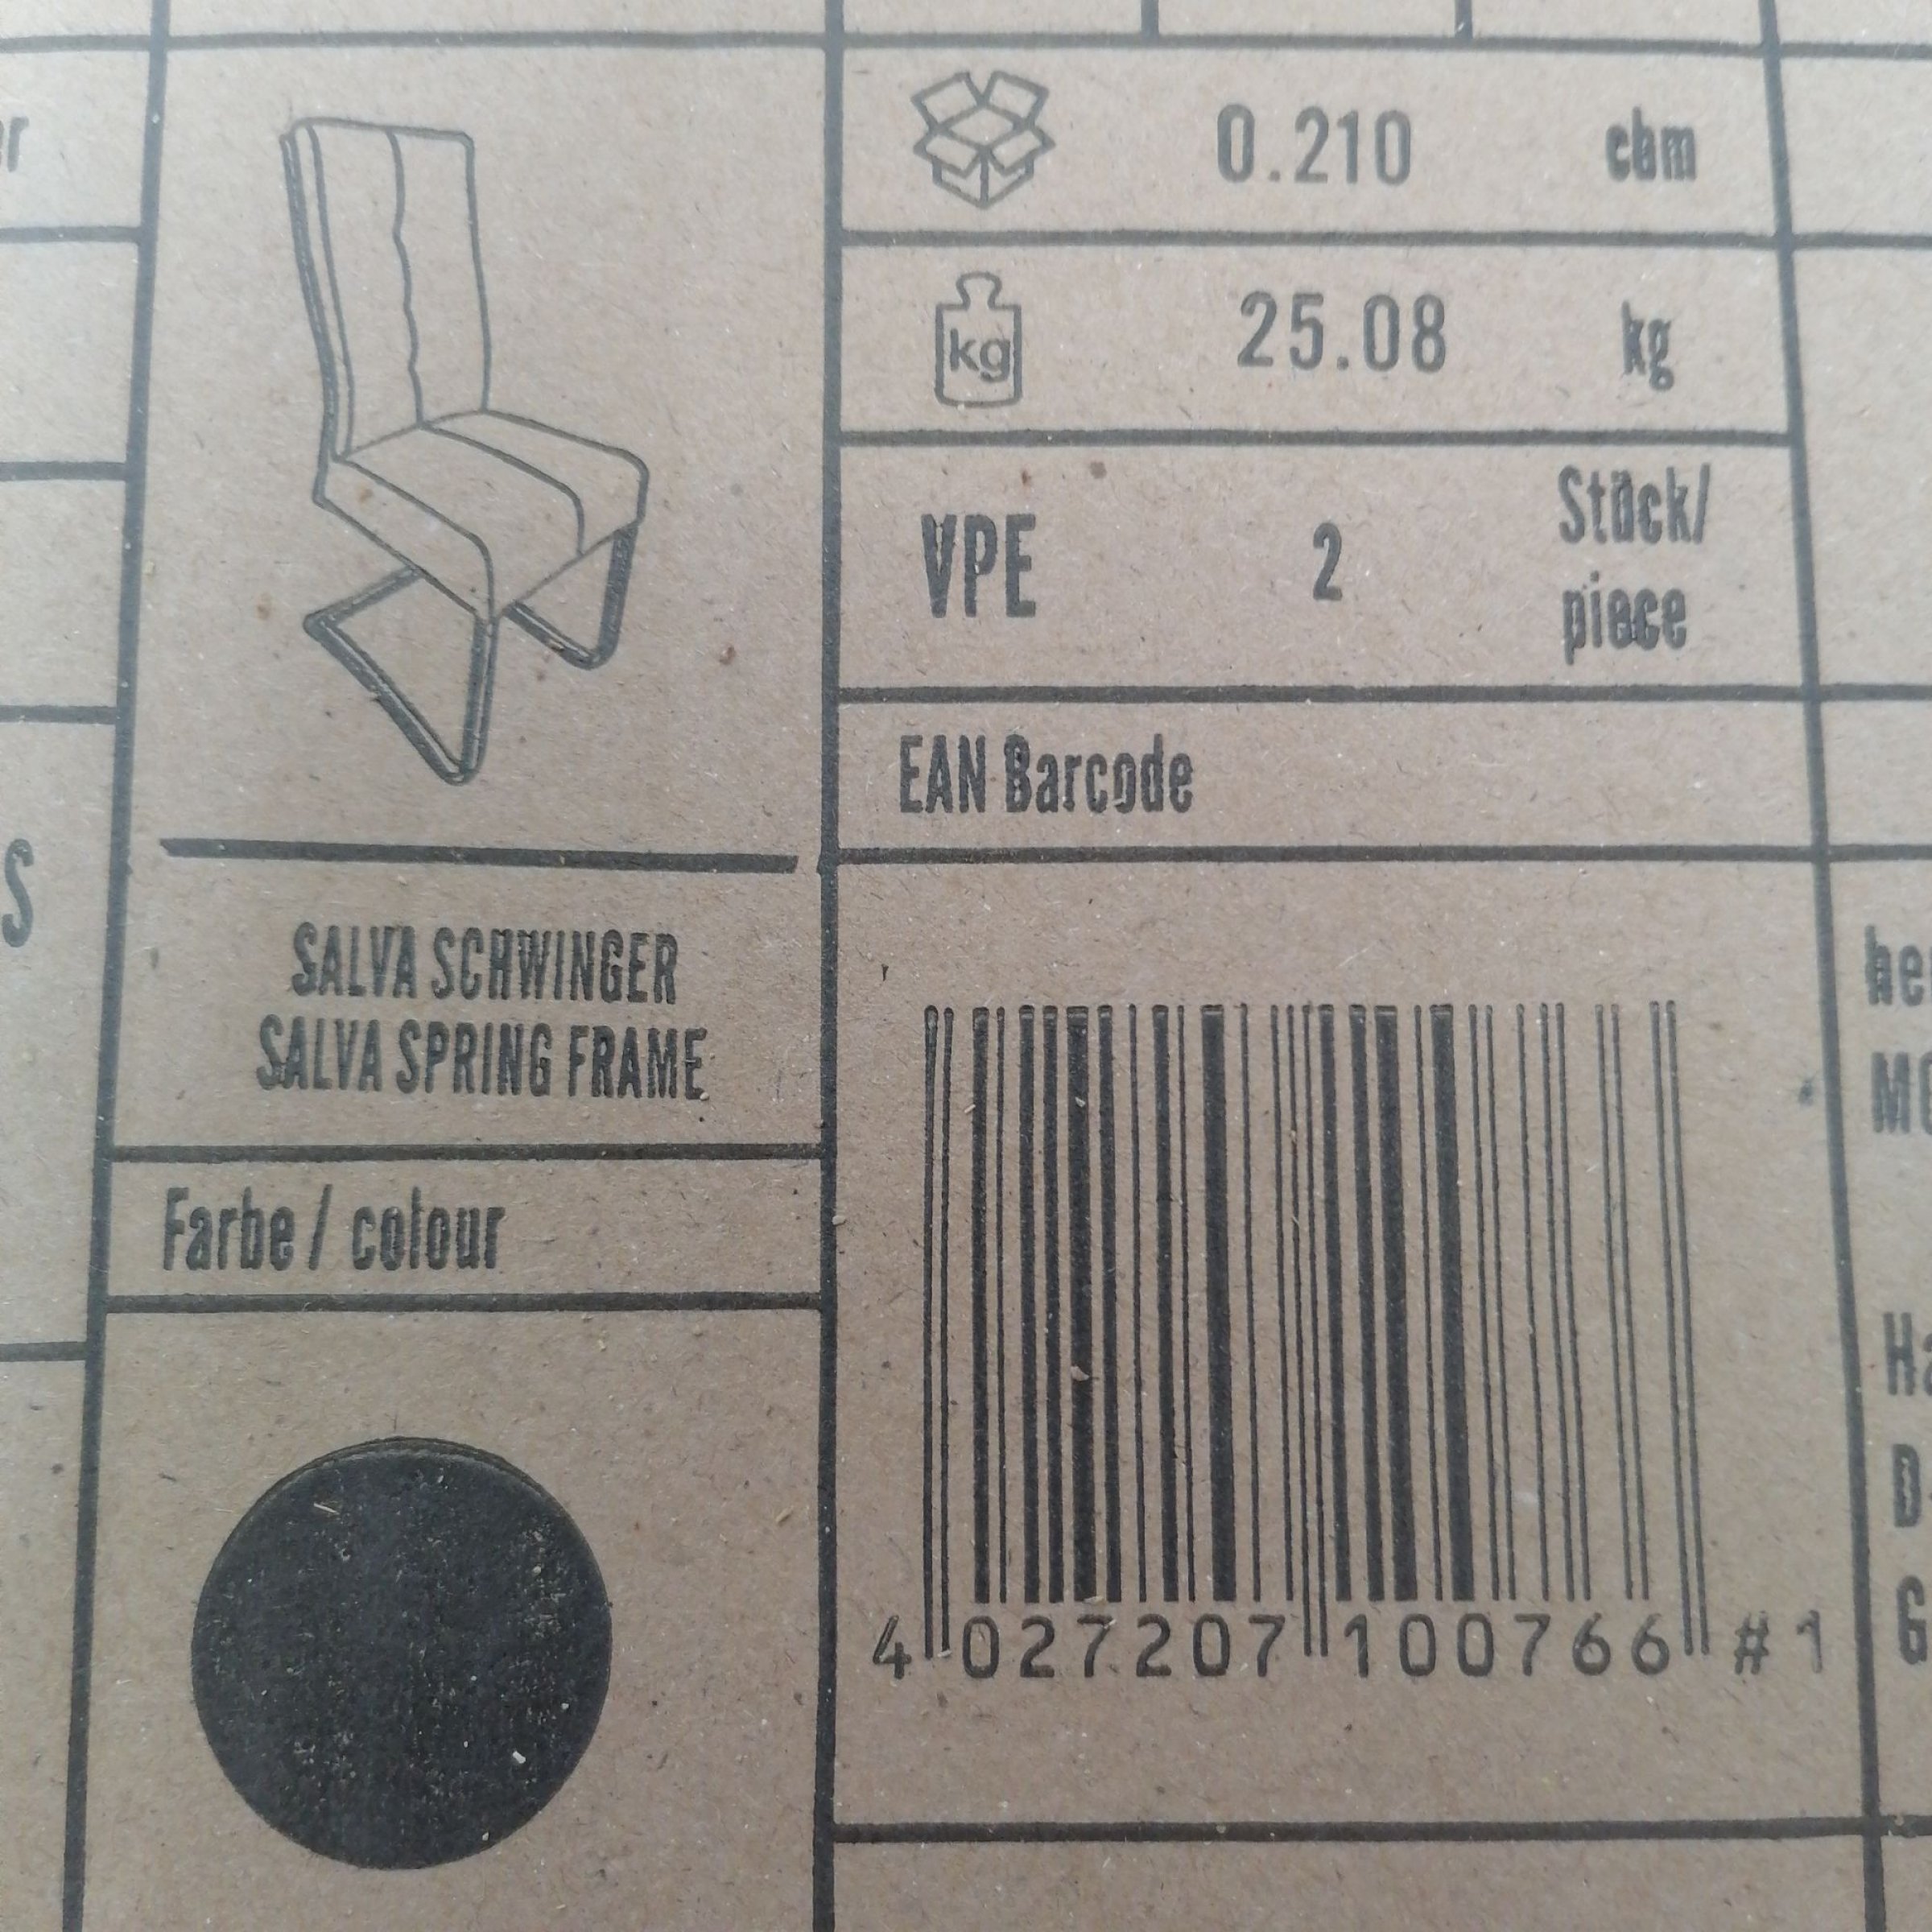 0.210 cbm
kg 25.08 kg
VPE 2 Stück/
piece
EAN Barcode
4 027207 100766 #1
SALVA SCHWINGER
SALVA SPRING FRAME
Farbe / colour